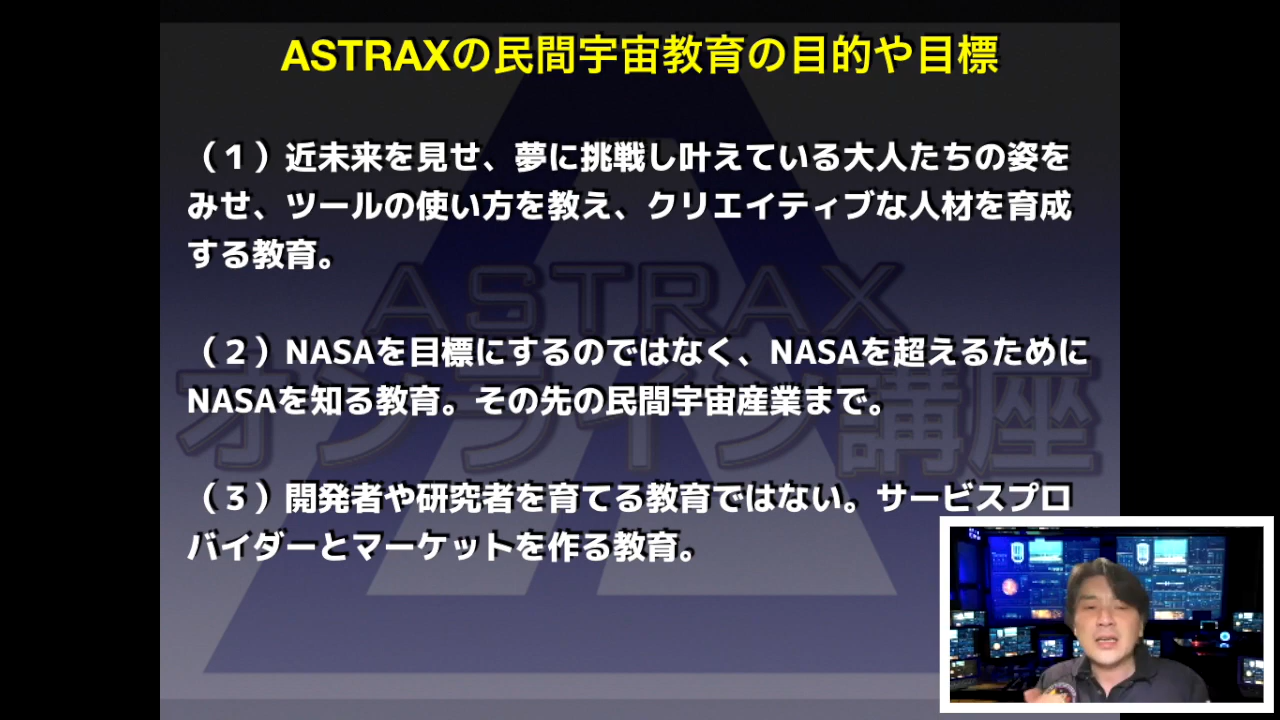 ASTRAXの民間宇宙教育の目的や目標
（１）近未来を見せ、夢に挑戦し叶えている大人たちの姿を
みせ、ツールの使い方を教え、クリエイティブな人材を育成
する教育。
ASTRAX
（２）NASAを目標にするのではなく、NASAを超えるために
NASAを知る教育。その先の民間宇宙産業まで。
オンライン講座
（３）開発者や研究者を育てる教育ではない。サービスプロ
バイダーとマーケットを作る教育。